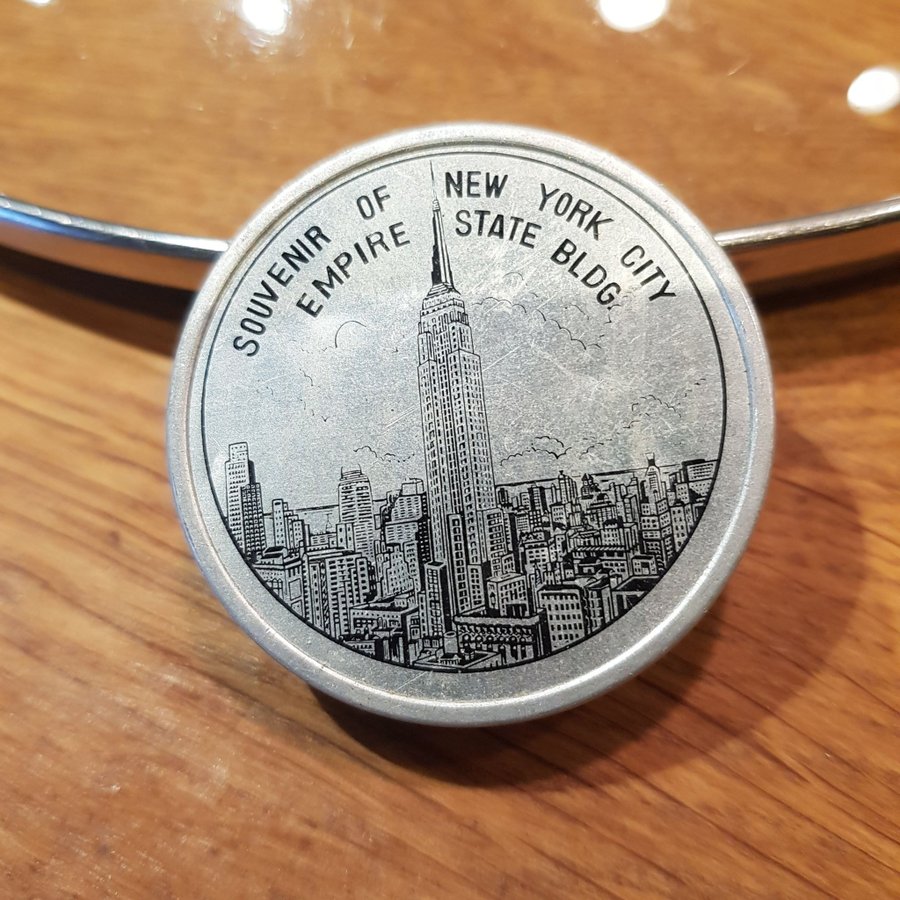 SOUVENIR OF NEW YORK CITY
EMPIRE STATE BLDG.